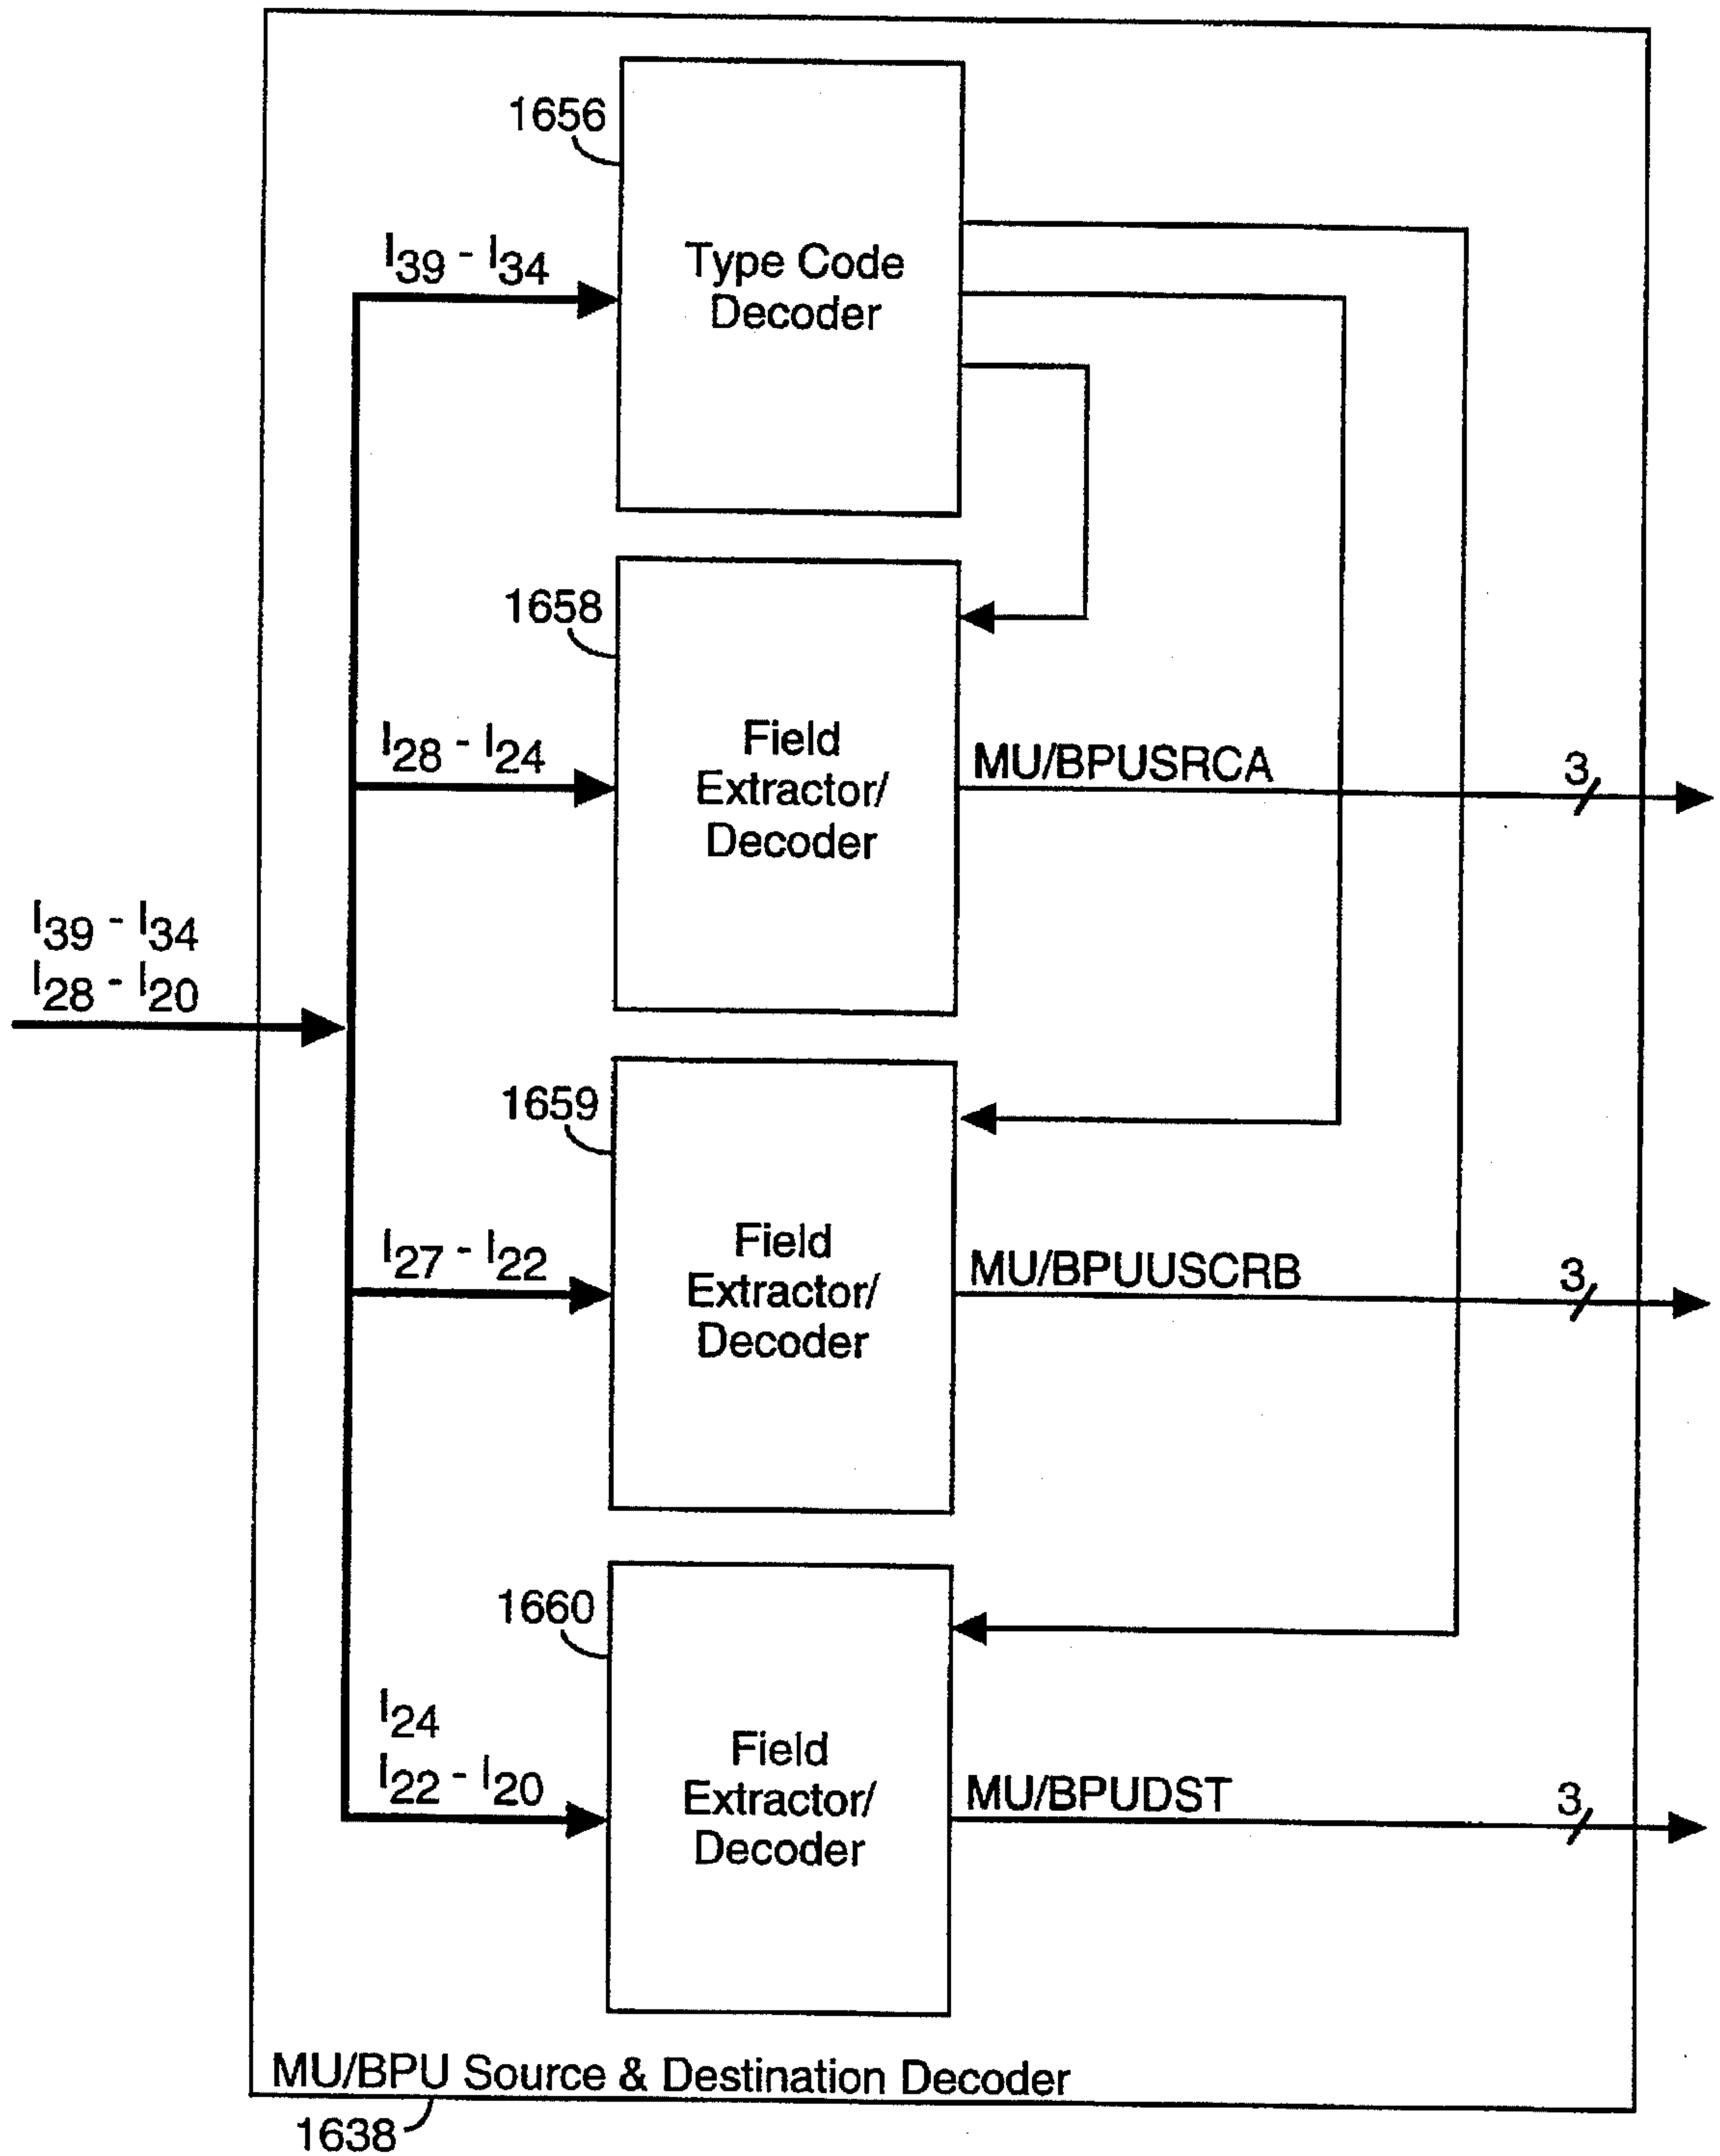 1656
I39 - I34
Type Code
Decoder
1658
I28 - I24
Field
Extractor/
Decoder
MU/BPUSRCA
3
I39 - I34
I28 - I20
1659
I27 - I22
Field
Extractor/
Decoder
MU/BPUUSCRB
3
1660
I24
I22 - I20
Field
Extractor/
Decoder
MU/BPUDST
3
MU/BPU Source & Destination Decoder
1638